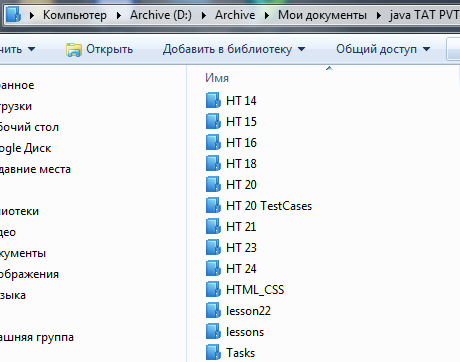 Компьютер ▸ Archive (D:) ▸ Archive ▸ Мои документы ▸ java TAT PVT
чить ▾ Открыть Добавить в библиотеку ▾ Общий доступ ▾
Имя
HT 14
HT 15
HT 16
HT 18
HT 20
HT 20 TestCases
HT 21
HT 23
HT 24
HTML_CSS
lesson22
lessons
Tasks
ранное
грузки
бочий стол
ogle Диск
давние места
лиотеки
део
кументы
ображения
зыка
ашняя группа